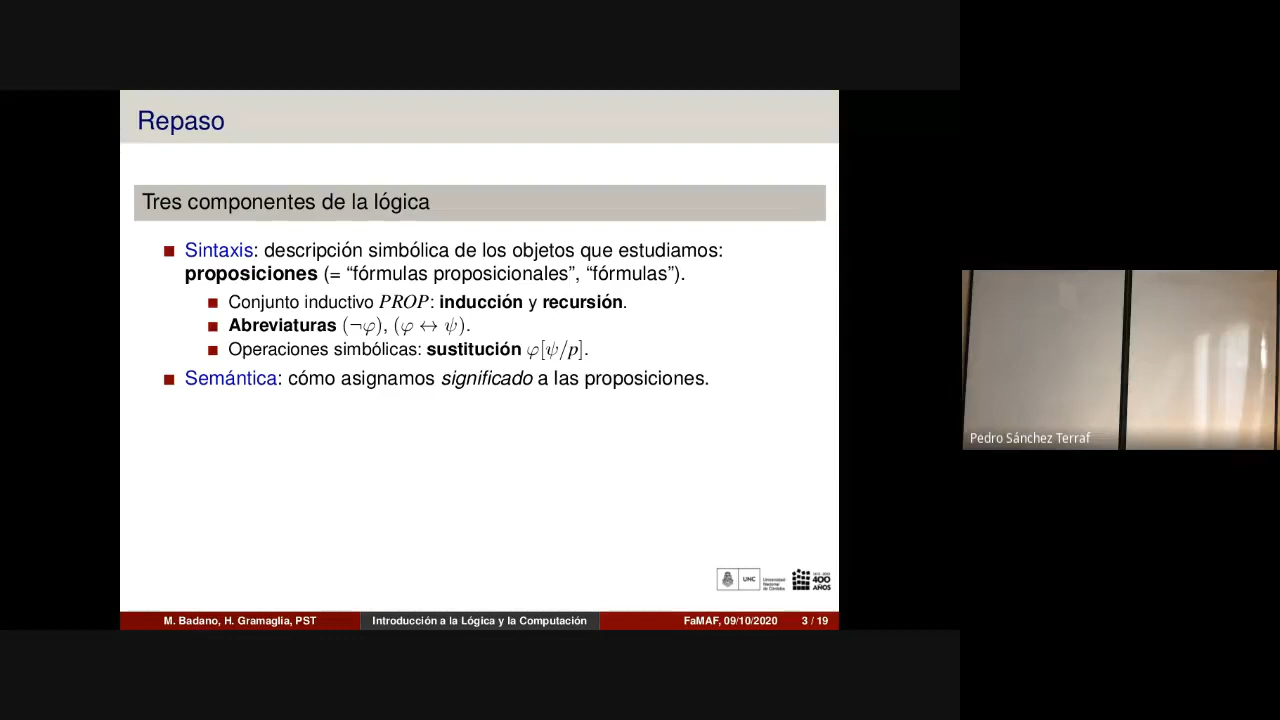 Repaso
Tres componentes de la lógica
Sintaxis: descripción simbólica de los objetos que estudiamos:
proposiciones (= “fórmulas proposicionales”, “fórmulas”).
Conjunto inductivo PROP: inducción y recursión.
Abreviaturas (¬φ), (φ ↔ ψ).
Operaciones simbólicas: sustitución φ[ψ/p].
Semántica: cómo asignamos significado a las proposiciones.
Pedro Sánchez Terraf
UNC
400
AÑOS
M. Badano, H. Gramaglia, PST Introducción a la Lógica y la Computación FaMAF, 09/10/2020 3 / 19